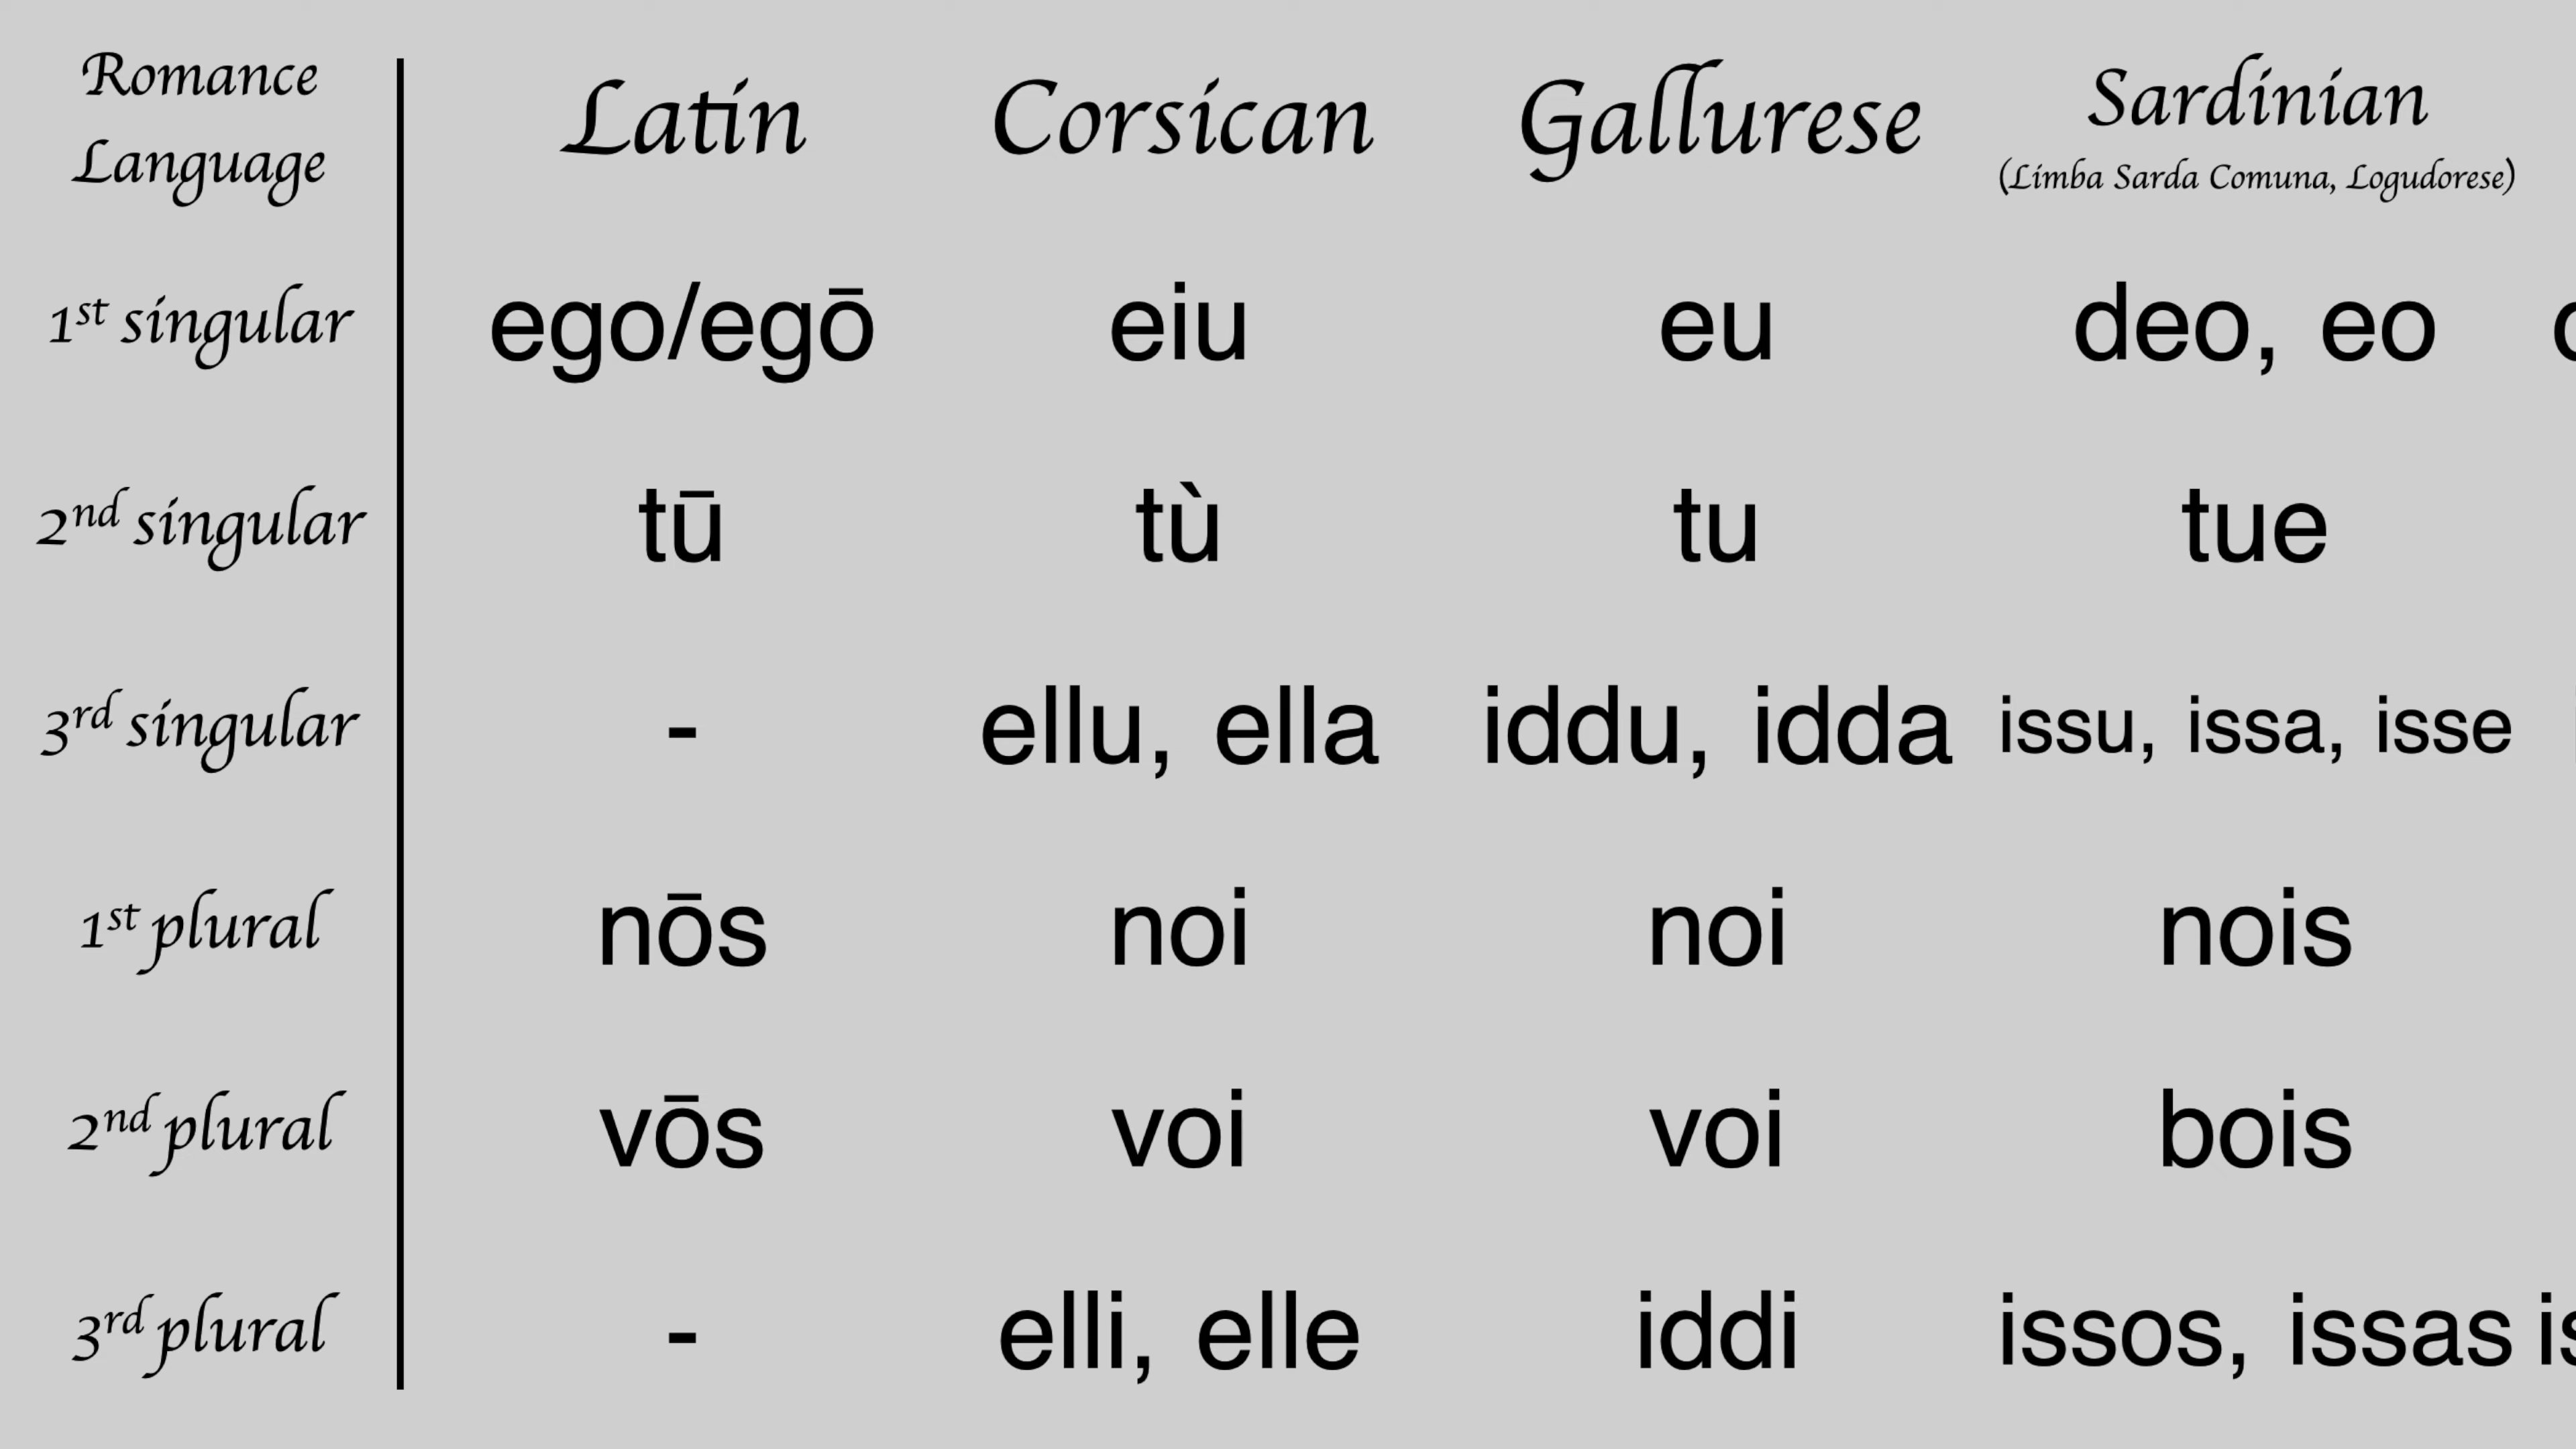 Romance Language Latin Corsican Gallurese Sardinian
(Limba Sarda Comuna, Logudorese)
1st singular ego/egō eiu eu deo, eo
2nd singular tū tù tu tue
3rd singular - ellu, ella iddu, idda issu, issa, isse
1st plural nōs noi noi nois
2nd plural vōs voi voi bois
3rd plural - elli, elle iddi issos, issas